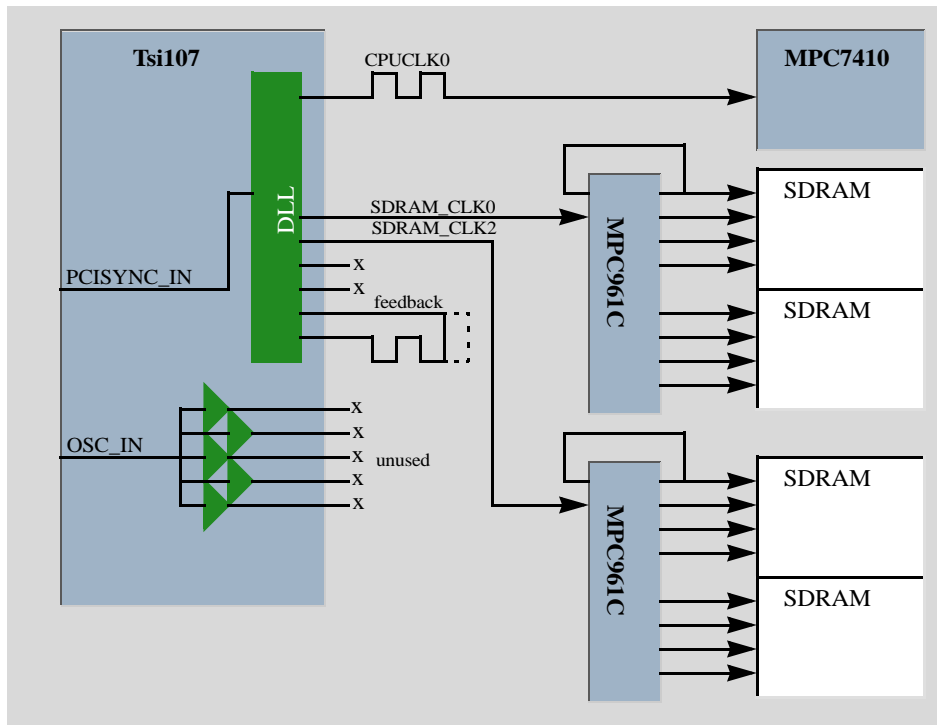 Tsi107
CPUCLK0
MPC7410
DLL
SDRAM
SDRAM_CLK0
SDRAM_CLK2
MPC961C
PCISYNC_IN
x
x
feedback
SDRAM
OSC_IN
x
x
x
x
x
unused
SDRAM
MPC961C
SDRAM